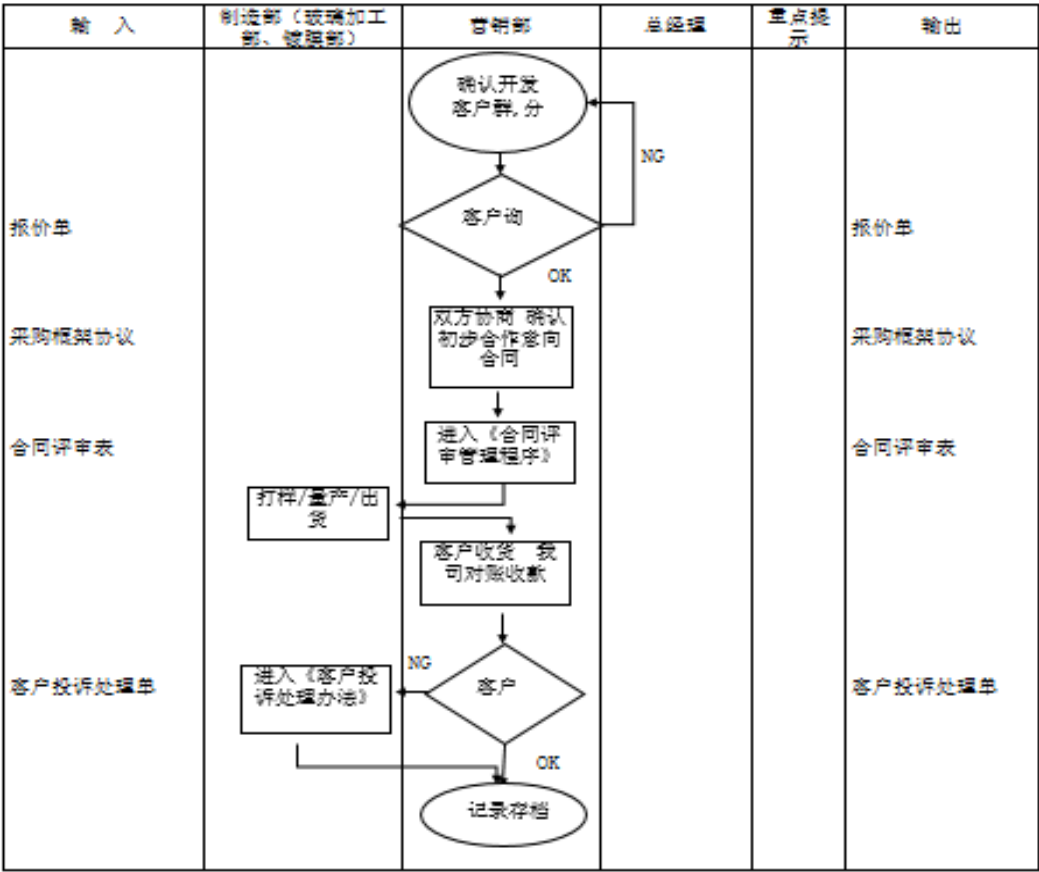 输 入
制造部（玻璃加工
部、镀膜部）
营销部
总经理
重点提
示
输出
确认开发
客户群,分
NG
客户询
报价单
报价单
OK
双方协商 确认
初步合作意向
合同
采购框架协议
采购框架协议
进入《合同评
审管理程序》
合同评审表
合同评审表
打样/量产/出
货
客户收货 我
司对账收款
NG
进入《客户投
诉处理办法》
客户
客户投诉处理单
客户投诉处理单
OK
记录存档